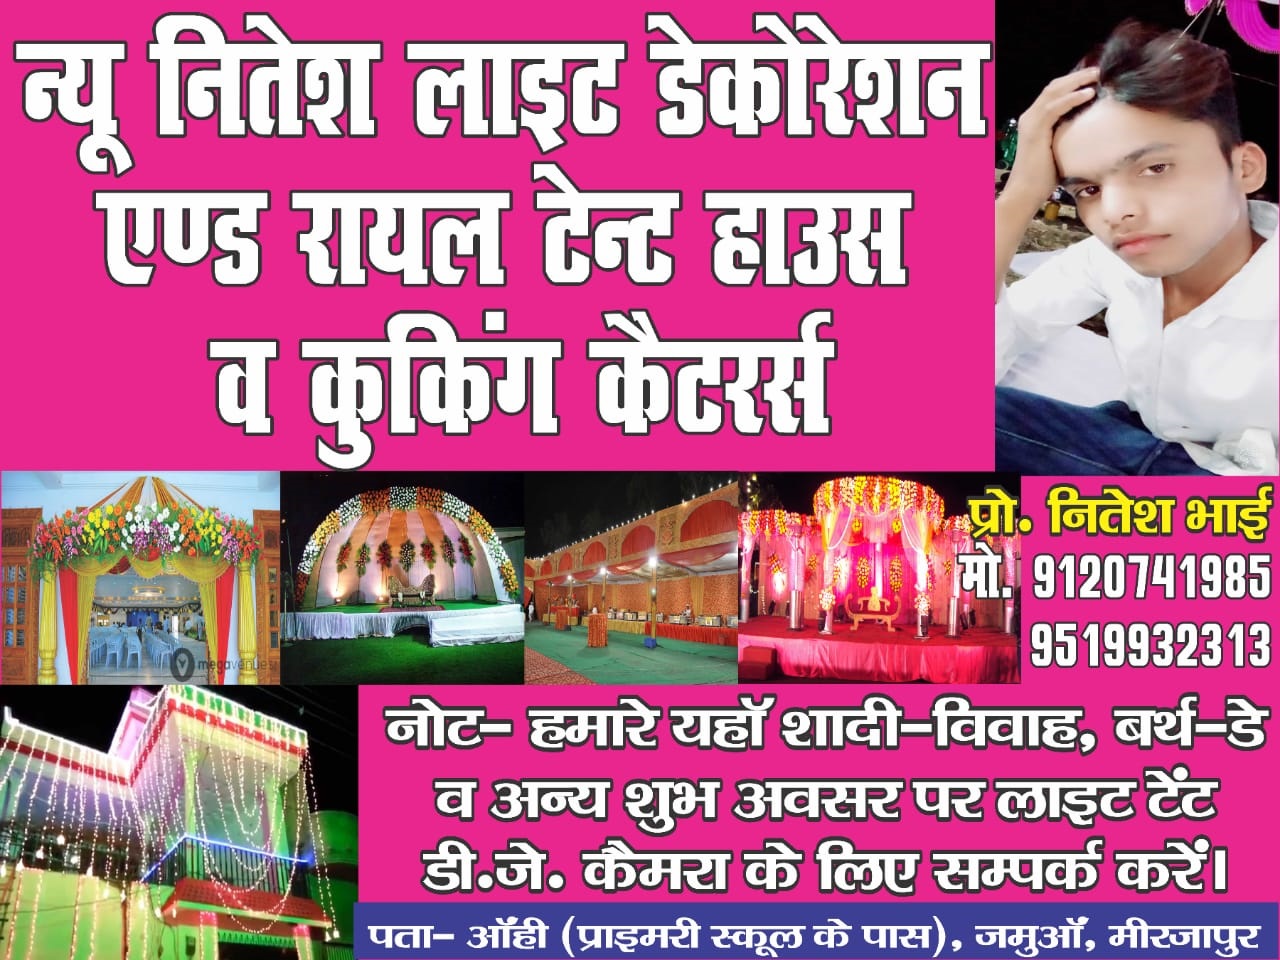 न्यू नितेश लाइट डेकोरेशन
एण्ड रायल टेन्ट हाउस
व कुकिंग कैटरर्स
प्रो. नितेश भाई
मो. 9120741985
9519932313
megavenues
नोट- हमारे यहॉ शादी-विवाह, बर्थ-डे
व अन्य शुभ अवसर पर लाइट टेंट
डी.जे. कैमरा के लिए सम्पर्क करें।
पता- ऑंही (प्राइमरी स्कूल के पास), जमुऑं, मीरजापुर